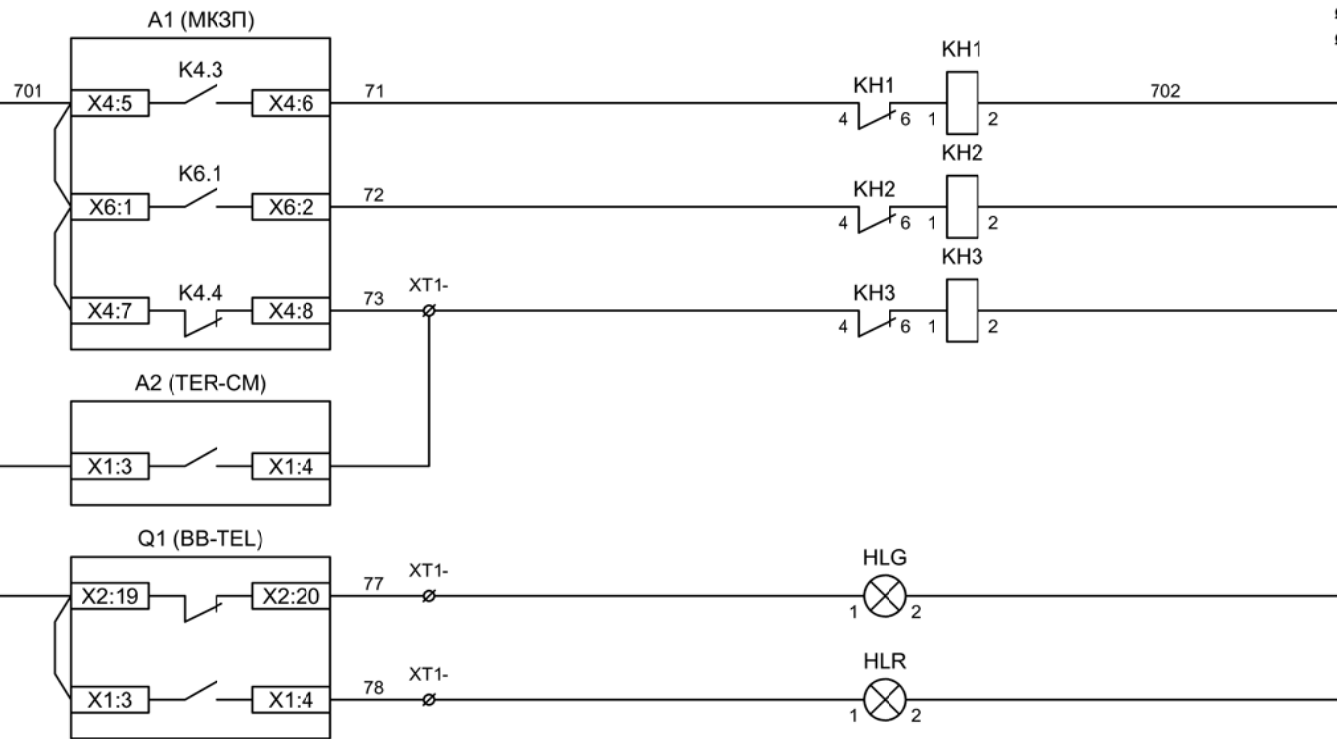 A1 (МКЗП)
701 X4:5 K4.3 X4:6 71 KH1 4 6 1 KH1 2 702
X6:1 K6.1 X6:2 72 KH2 4 6 1 KH2 2
X4:7 K4.4 X4:8 73 XT1- KH3 4 6 1 KH3 2
A2 (TER-CM)
X1:3 X1:4
Q1 (BB-TEL)
X2:19 X2:20 77 XT1- 1 HLG 2
X1:3 X1:4 78 XT1- 1 HLR 2